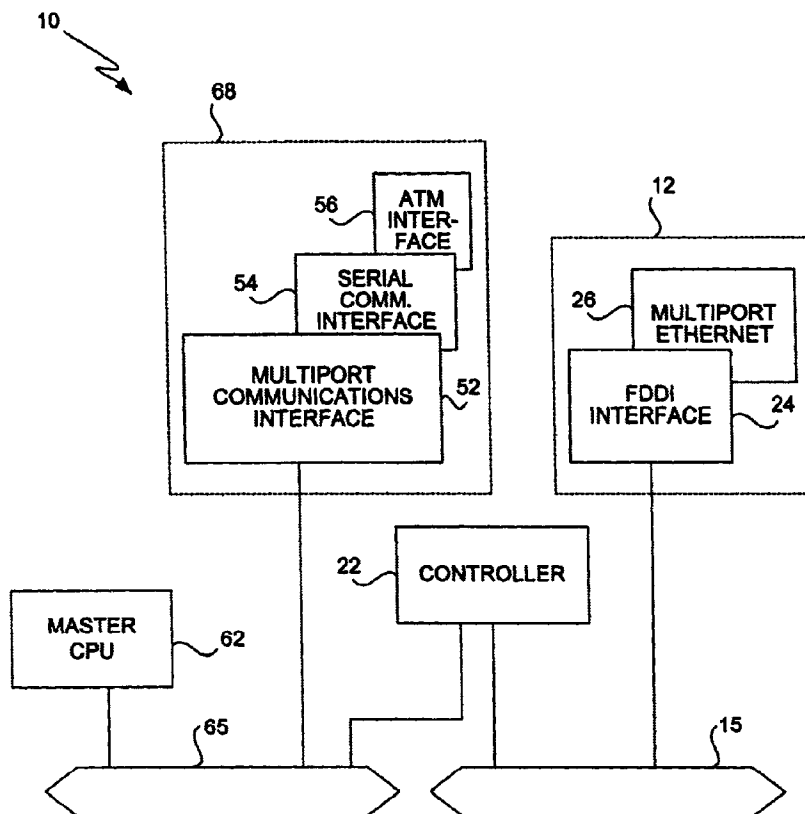 10
68
12
56
ATM
INTER-
FACE
54
SERIAL
COMM.
INTERFACE
26
MULTIPORT
ETHERNET
MULTIPORT
COMMUNICATIONS
INTERFACE
52
FDDI
INTERFACE
24
22
CONTROLLER
MASTER
CPU
62
65
15